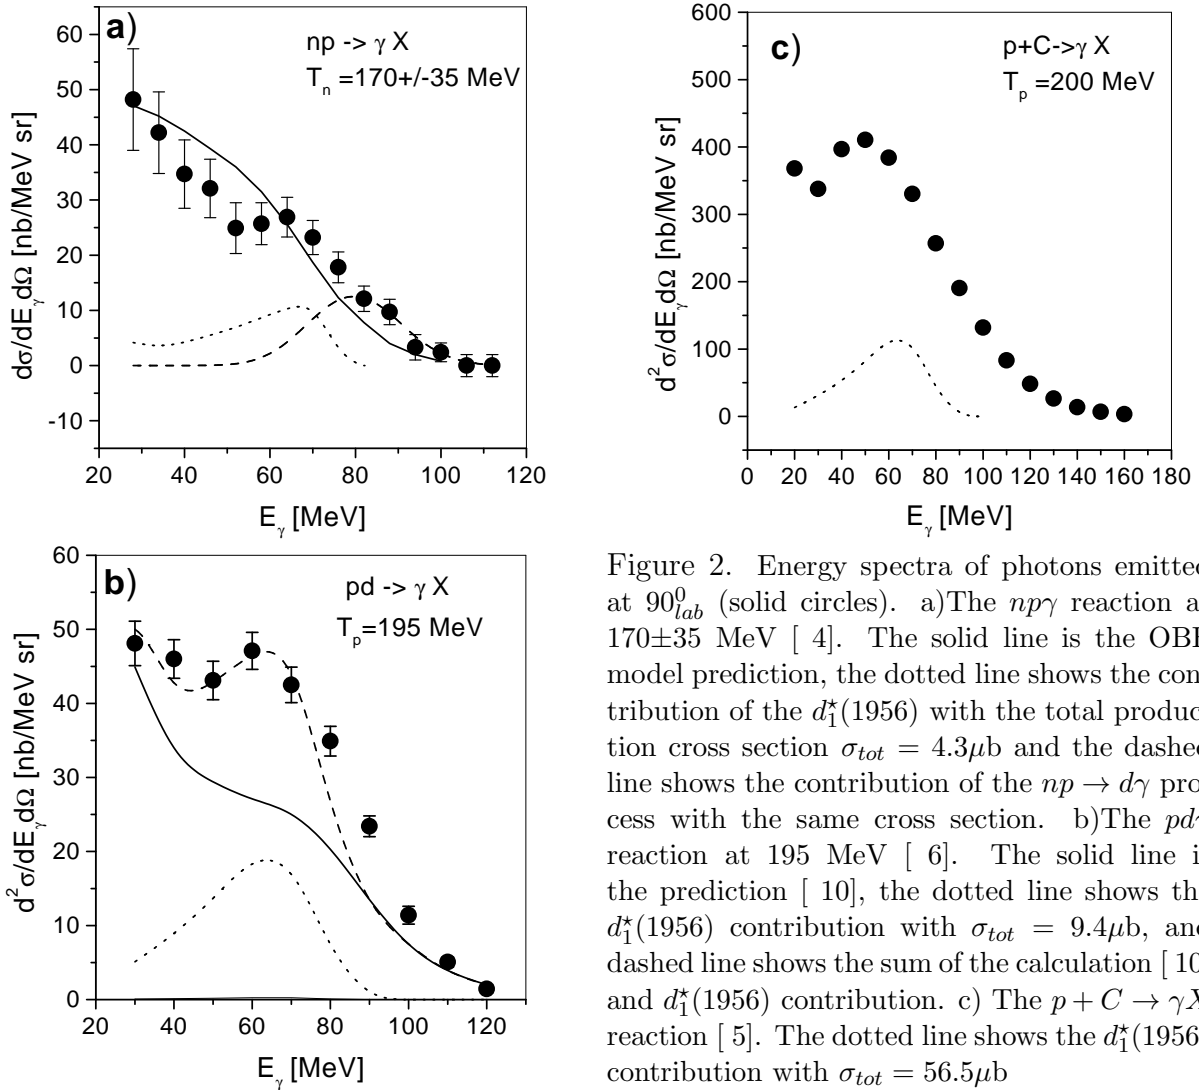 a)
np -> γ X
T_n =170+/-35 MeV
dσ/dE_γ dΩ [nb/MeV sr]
60
50
40
30
20
10
0
-10
20 40 60 80 100 120
E_γ [MeV]
c)
p+C->γ X
T_p =200 MeV
d²σ/dE_γ dΩ [nb/MeV sr]
600
500
400
300
200
100
0
0 20 40 60 80 100 120 140 160 180
E_γ [MeV]
b)
pd -> γ X
T_p=195 MeV
d²σ/dE_γ dΩ [nb/MeV sr]
60
50
40
30
20
10
0
20 40 60 80 100 120
E_γ [MeV]
Figure 2. Energy spectra of photons emitted
at 90⁰_lab (solid circles). a)The npγ reaction a
170±35 MeV [ 4]. The solid line is the OBE
model prediction, the dotted line shows the con
tribution of the d₁⋆(1956) with the total produc
tion cross section σ_tot = 4.3μb and the dashed
line shows the contribution of the np → dγ pro
cess with the same cross section. b)The pdγ
reaction at 195 MeV [ 6]. The solid line i
the prediction [ 10], the dotted line shows th
d₁⋆(1956) contribution with σ_tot = 9.4μb, and
dashed line shows the sum of the calculation [ 10
and d₁⋆(1956) contribution. c) The p + C → γX
reaction [ 5]. The dotted line shows the d₁⋆(1956
contribution with σ_tot = 56.5μb